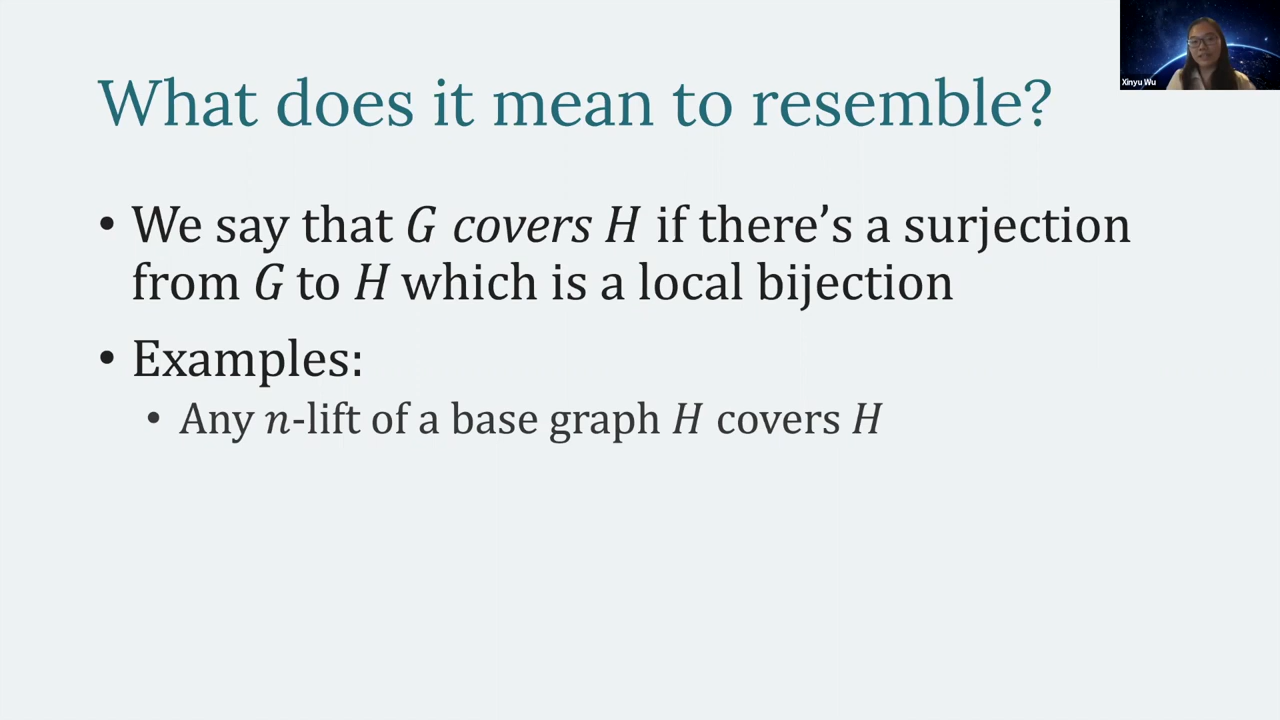 What does it mean to resemble?
Xinyu Wu
• We say that G covers H if there's a surjection
from G to H which is a local bijection
• Examples:
• Any n-lift of a base graph H covers H